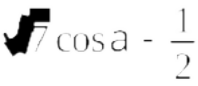 √7 cos a - 1/2